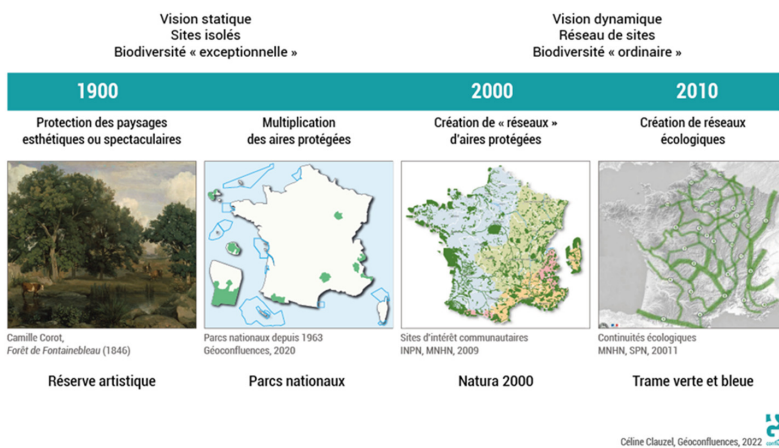 Vision statique
Sites isolés
Biodiversité « exceptionnelle »
Vision dynamique
Réseau de sites
Biodiversité « ordinaire »
1900
2000
2010
Protection des paysages
esthétiques ou spectaculaires
Multiplication
des aires protégées
Création de « réseaux »
d'aires protégées
Création de réseaux
écologiques
Camille Corot,
Forêt de Fontainebleau (1846)
Parcs nationaux depuis 1963
Géoconfluences, 2020
Sites d'intérêt communautaires
INPN, MNHN, 2009
Continuités écologiques
MNHN, SPN, 20011
Réserve artistique
Parcs nationaux
Natura 2000
Trame verte et bleue
Céline Clauzel, Géoconfluences, 2022